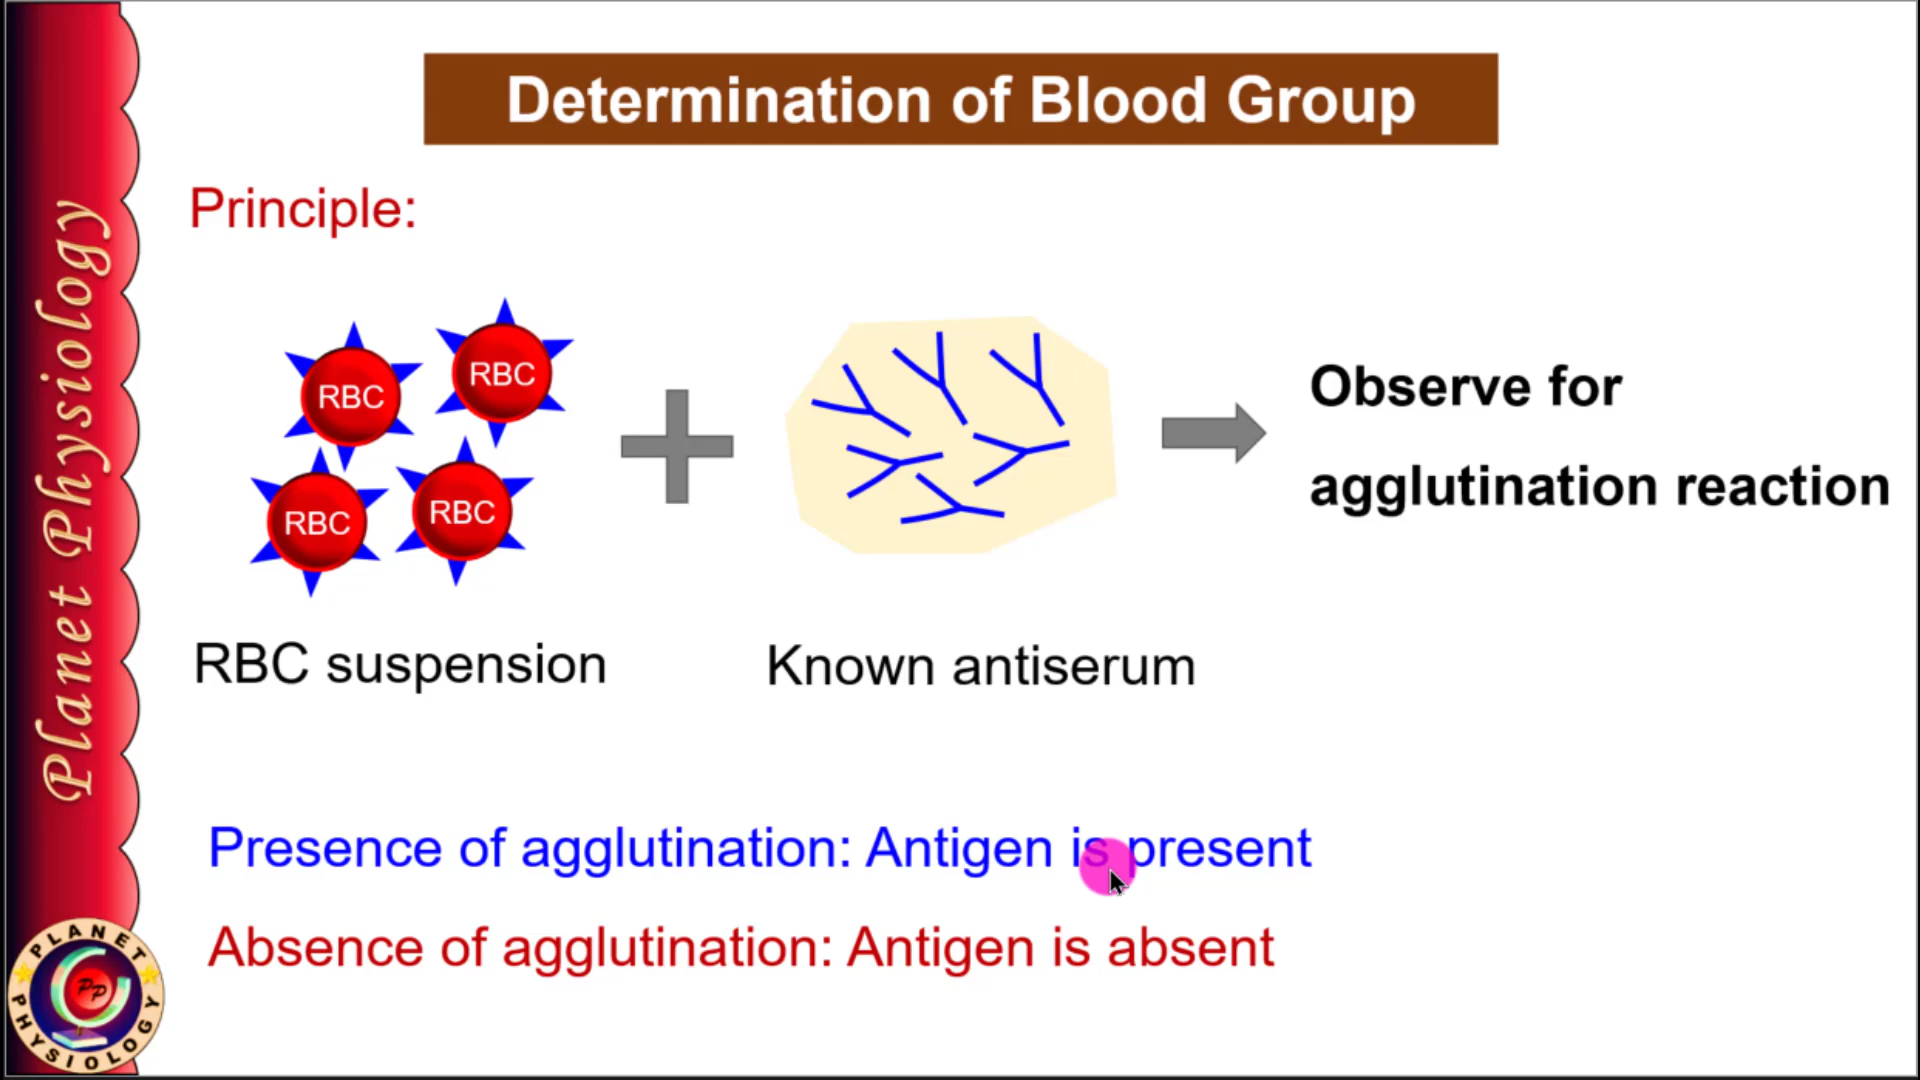 Determination of Blood Group
Principle:
RBC
RBC
RBC
RBC
Observe for
agglutination reaction
RBC suspension
Known antiserum
Presence of agglutination: Antigen is present
Absence of agglutination: Antigen is absent
Planet Physiology
PLANET
PP
PHYSIOLOGY